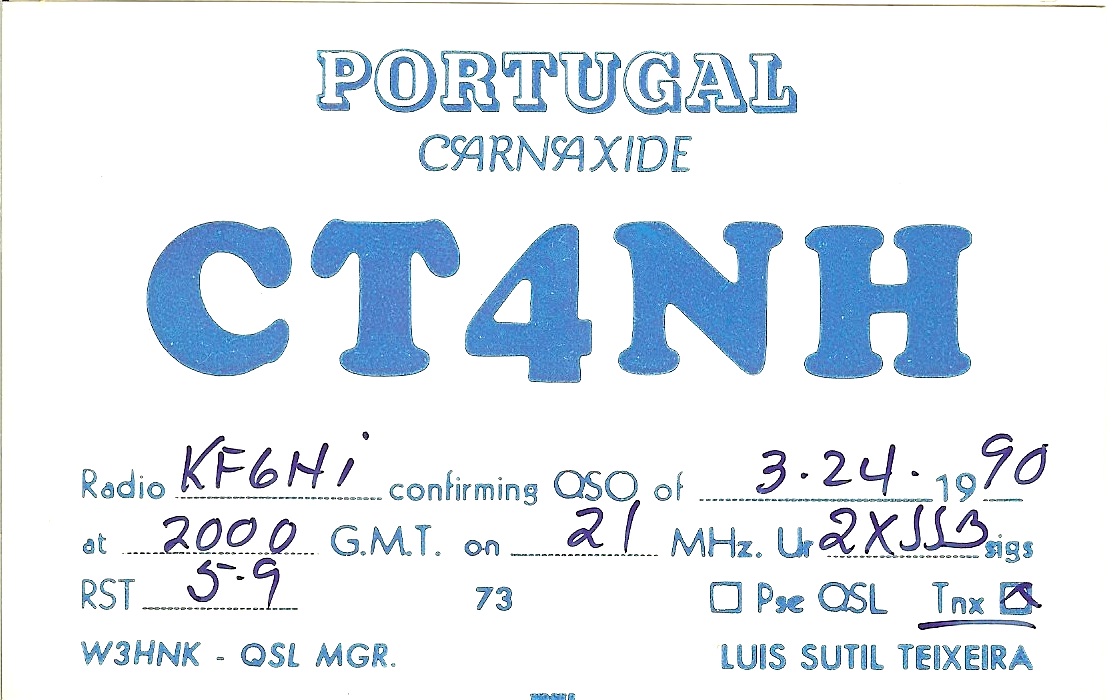 PORTUGAL
CARNAXIDE
CT4NH
Radio KF6Hi confirming QSO of 3.24. 1990
at 2000 G.M.T. on 21 MHz. Ur 2XSSB sigs
RST 5.9 73 Pse QSL Tnx
W3HNK - QSL MGR. LUIS SUTIL TEIXEIRA